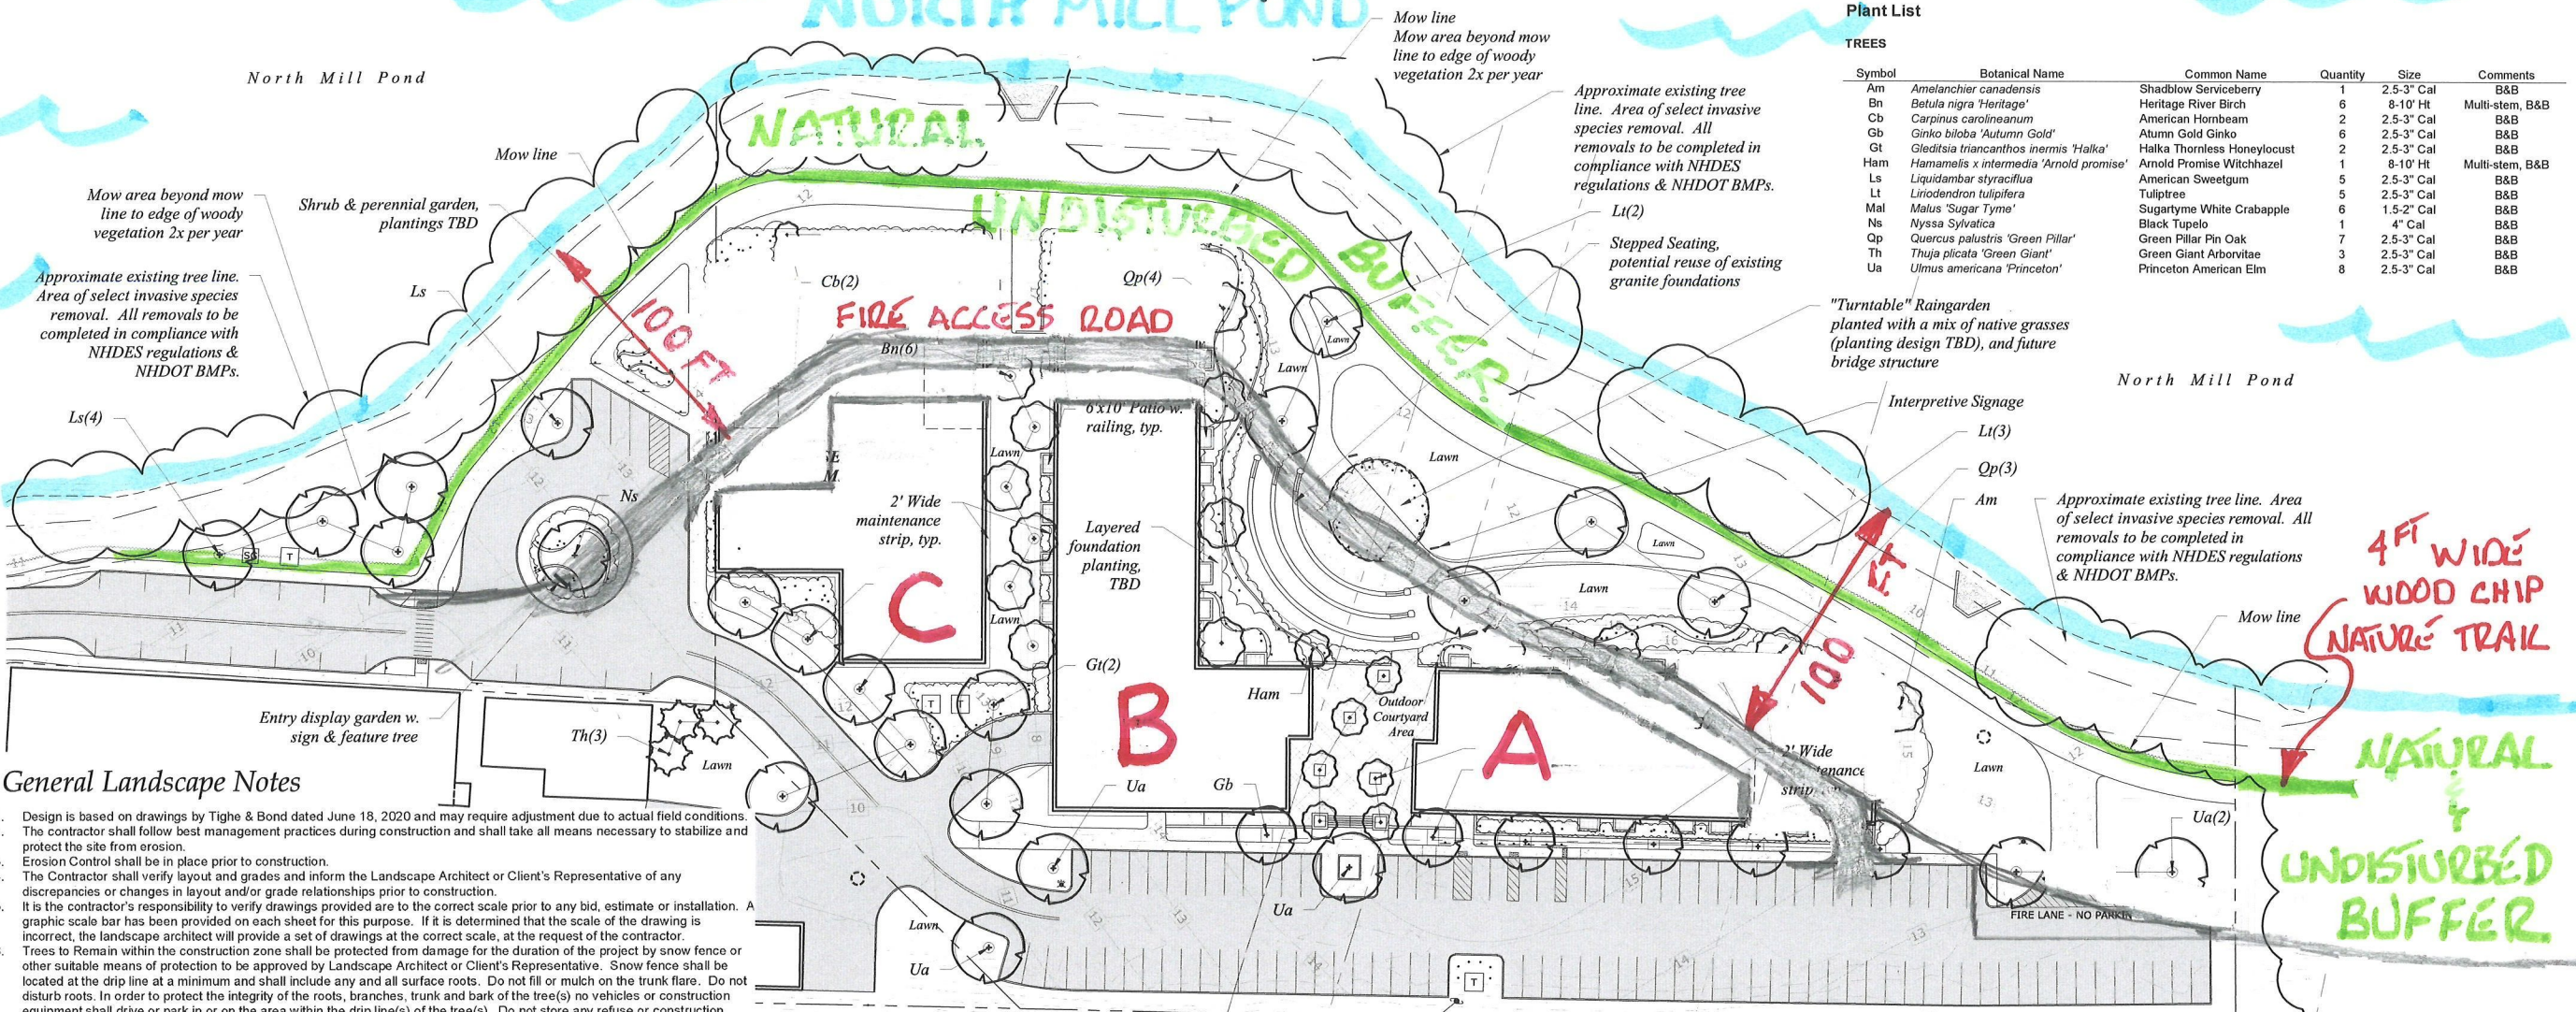 NORTH MILL POND
North Mill Pond
Mow line
Mow area beyond mow
line to edge of woody
vegetation 2x per year
Plant List
TREES
Symbol Botanical Name Common Name Quantity Size Comments
Am Amelanchier canadensis Shadblow Serviceberry 1 2.5-3" Cal B&B
Bn Betula nigra 'Heritage' Heritage River Birch 6 8-10' Ht Multi-stem, B&B
Cb Carpinus carolineanum American Hornbeam 2 2.5-3" Cal B&B
Gb Ginko biloba 'Autumn Gold' Atumn Gold Ginko 6 2.5-3" Cal B&B
Gt Gleditsia triancanthos inermis 'Halka' Halka Thornless Honeylocust 2 2.5-3" Cal B&B
Ham Hamamelis x intermedia 'Arnold promise' Arnold Promise Witchhazel 1 8-10' Ht Multi-stem, B&B
Ls Liquidambar styraciflua American Sweetgum 5 2.5-3" Cal B&B
Lt Liriodendron tulipifera Tuliptree 5 2.5-3" Cal B&B
Mal Malus 'Sugar Tyme' Sugartyme White Crabapple 6 1.5-2" Cal B&B
Ns Nyssa Sylvatica Black Tupelo 1 4" Cal B&B
Qp Quercus palustris 'Green Pillar' Green Pillar Pin Oak 7 2.5-3" Cal B&B
Th Thuja plicata 'Green Giant' Green Giant Arborvitae 3 2.5-3" Cal B&B
Ua Ulmus americana 'Princeton' Princeton American Elm 8 2.5-3" Cal B&B
Approximate existing tree
line. Area of select invasive
species removal. All
removals to be completed in
compliance with NHDES
regulations & NHDOT BMPs.
NATURAL
UNDISTURBED
BUFFER
Mow line
Mow area beyond mow
line to edge of woody
vegetation 2x per year
Shrub & perennial garden,
plantings TBD
Approximate existing tree line.
Area of select invasive species
removal. All removals to be
completed in compliance with
NHDES regulations &
NHDOT BMPs.
Ls
Ls(4)
100 FT
Cb(2)
Qp(4)
FIRE ACCESS ROAD
Bn(6)
Lt(2)
Stepped Seating,
potential reuse of existing
granite foundations
"Turntable" Raingarden
planted with a mix of native grasses
(planting design TBD), and future
bridge structure
North Mill Pond
Interpretive Signage
Lt(3)
Qp(3)
Am
Approximate existing tree line. Area
of select invasive species removal. All
removals to be completed in
compliance with NHDES regulations
& NHDOT BMPs.
Mow line
4 FT WIDE
WOOD CHIP
NATURE TRAIL
6'x10' Patio w.
railing, typ.
Lawn
Lawn
Lawn
Lawn
Lawn
Lawn
Lawn
Ns
2' Wide
maintenance
strip, typ.
Layered
foundation
planting,
TBD
C
B
A
100 Ft.
Gt(2)
Ham
Outdoor
Courtyard
Area
2' Wide
Entry display garden w.
sign & feature tree
Th(3)
Lawn
Ua
Gb
Ua
Lawn
Ua
Lawn
Ua(2)
FIRE LANE - NO PARKIN
NATURAL
&
UNDISTURBED
BUFFER
General Landscape Notes
Design is based on drawings by Tighe & Bond dated June 18, 2020 and may require adjustment due to actual field conditions.
The contractor shall follow best management practices during construction and shall take all means necessary to stabilize and
protect the site from erosion.
Erosion Control shall be in place prior to construction.
The Contractor shall verify layout and grades and inform the Landscape Architect or Client's Representative of any
discrepancies or changes in layout and/or grade relationships prior to construction.
It is the contractor's responsibility to verify drawings provided are to the correct scale prior to any bid, estimate or installation. A
graphic scale bar has been provided on each sheet for this purpose. If it is determined that the scale of the drawing is
incorrect, the landscape architect will provide a set of drawings at the correct scale, at the request of the contractor.
Trees to Remain within the construction zone shall be protected from damage for the duration of the project by snow fence or
other suitable means of protection to be approved by Landscape Architect or Client's Representative. Snow fence shall be
located at the drip line at a minimum and shall include any and all surface roots. Do not fill or mulch on the trunk flare. Do not
disturb roots. In order to protect the integrity of the roots, branches, trunk and bark of the tree(s) no vehicles or construction
equipment shall drive or park in or on the area within the drip line(s) of the tree(s). Do not store any refuse or construction